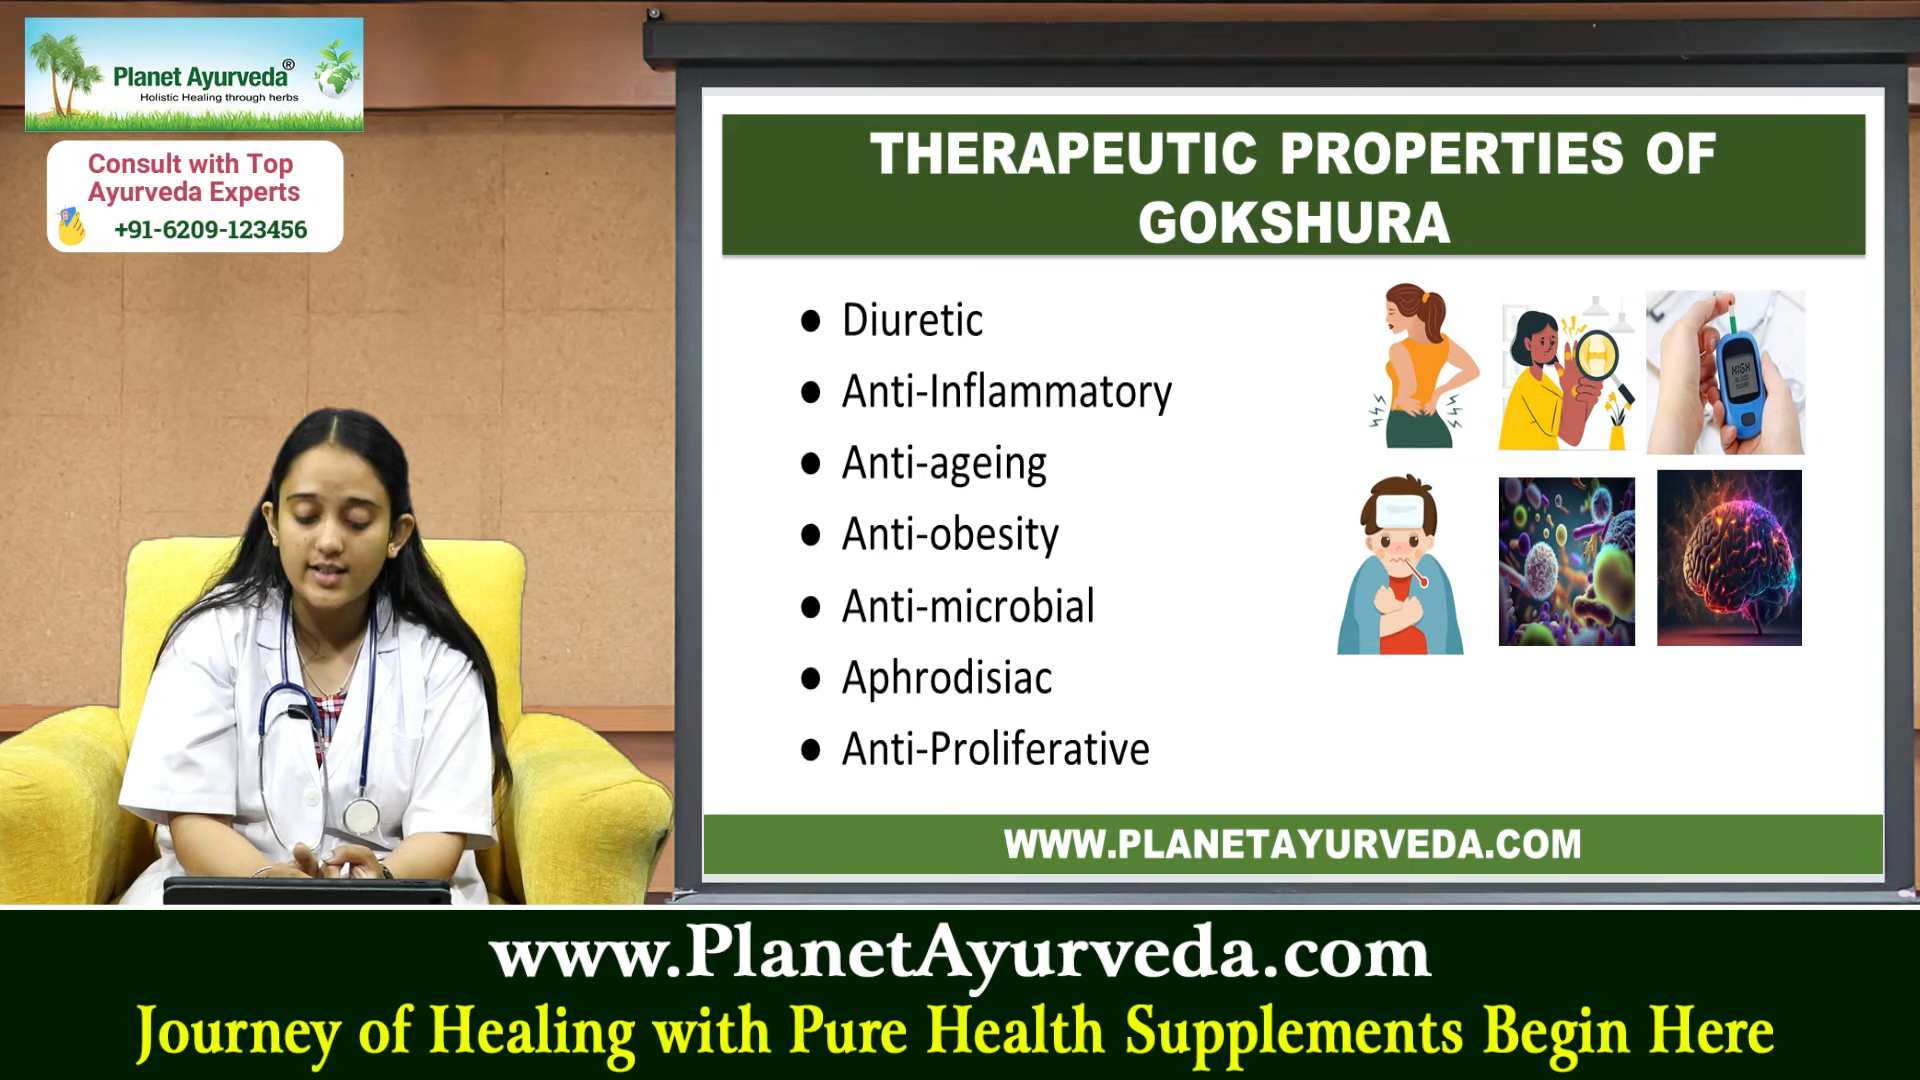 Planet Ayurveda®
Holistic Healing through herbs
Consult with Top
Ayurveda Experts
+91-6209-123456
THERAPEUTIC PROPERTIES OF
GOKSHURA
● Diuretic
● Anti-Inflammatory
● Anti-ageing
● Anti-obesity
● Anti-microbial
● Aphrodisiac
● Anti-Proliferative
HIGH
BLOOD
SUGAR
WWW.PLANETAYURVEDA.COM
www.PlanetAyurveda.com
Journey of Healing with Pure Health Supplements Begin Here